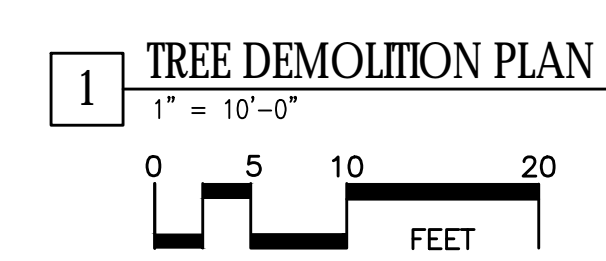 1
TREE DEMOLITION PLAN
1" = 10'-0"
0 5 10 20
FEET